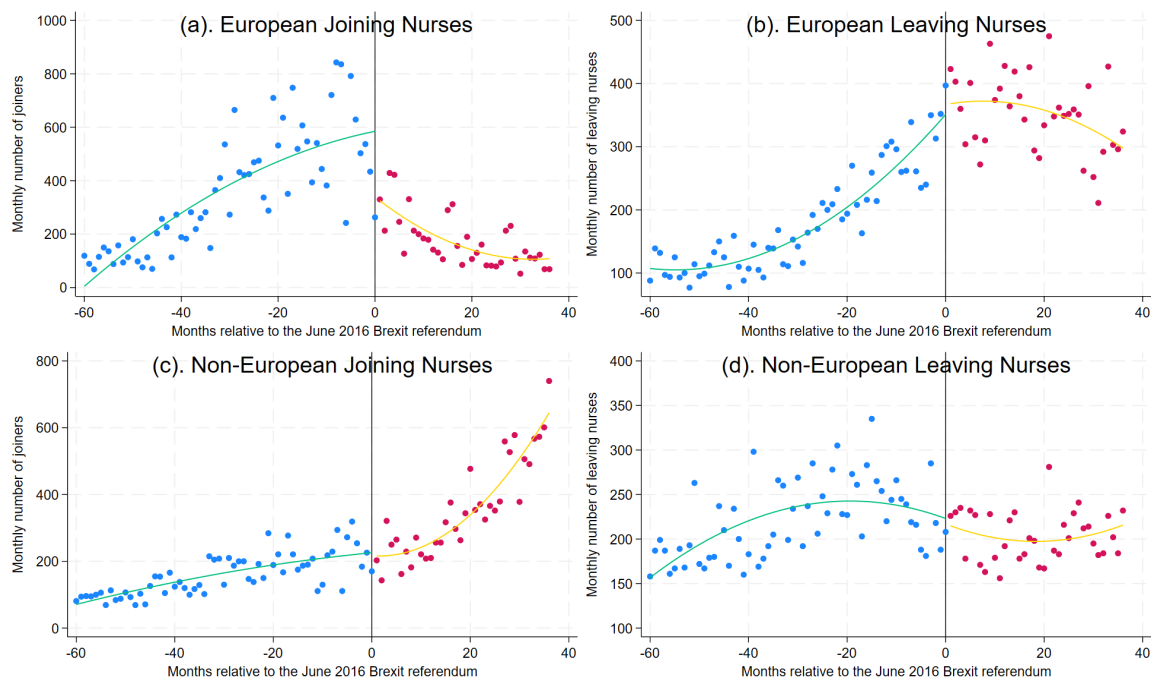 (a). European Joining Nurses
Monthly number of joiners
1000
800
600
400
200
0
-60 -40 -20 0 20 40
Months relative to the June 2016 Brexit referendum
(b). European Leaving Nurses
Monthly number of leaving nurses
500
400
300
200
100
-60 -40 -20 0 20 40
Months relative to the June 2016 Brexit referendum
(c). Non-European Joining Nurses
Monthly number of joiners
800
600
400
200
0
-60 -40 -20 0 20 40
Months relative to the June 2016 Brexit referendum
(d). Non-European Leaving Nurses
Monthly number of leaving nurses
400
350
300
250
200
150
100
-60 -40 -20 0 20 40
Months relative to the June 2016 Brexit referendum